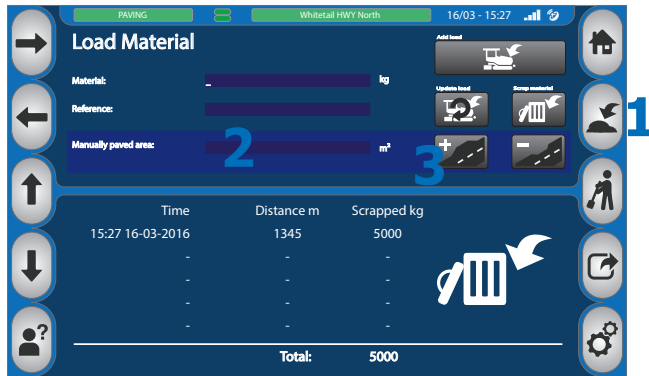 PAVING Whitetail HWY North 16/03 - 15:27
Load Material
Add load
Material: _ kg
Update load Scrap material
Reference:
1
Manually paved area: 2 m² 3 + -
Time Distance m Scrapped kg
15:27 16-03-2016 1345 5000
- - -
- - -
- - -
- - -
?
Total: 5000